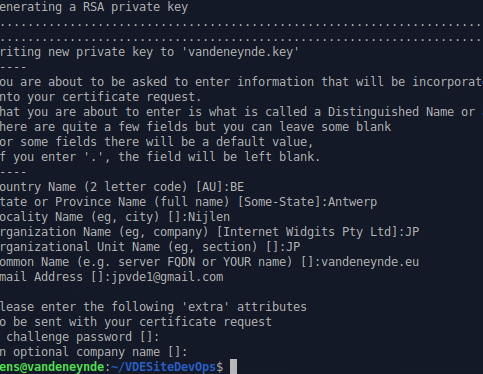 enerating a RSA private key
......................................................................
......................................................................
riting new private key to 'vandeneynde.key'
----
ou are about to be asked to enter information that will be incorporat
nto your certificate request.
hat you are about to enter is what is called a Distinguished Name or
here are quite a few fields but you can leave some blank
or some fields there will be a default value,
f you enter '.', the field will be left blank.
----
ountry Name (2 letter code) [AU]:BE
tate or Province Name (full name) [Some-State]:Antwerp
ocality Name (eg, city) []:Nijlen
rganization Name (eg, company) [Internet Widgits Pty Ltd]:JP
rganizational Unit Name (eg, section) []:JP
ommon Name (e.g. server FQDN or YOUR name) []:vandeneynde.eu
mail Address []:jpvde1@gmail.com
lease enter the following 'extra' attributes
o be sent with your certificate request
challenge password []:
n optional company name []:
ens@vandeneynde:~/VDESiteDevOps$